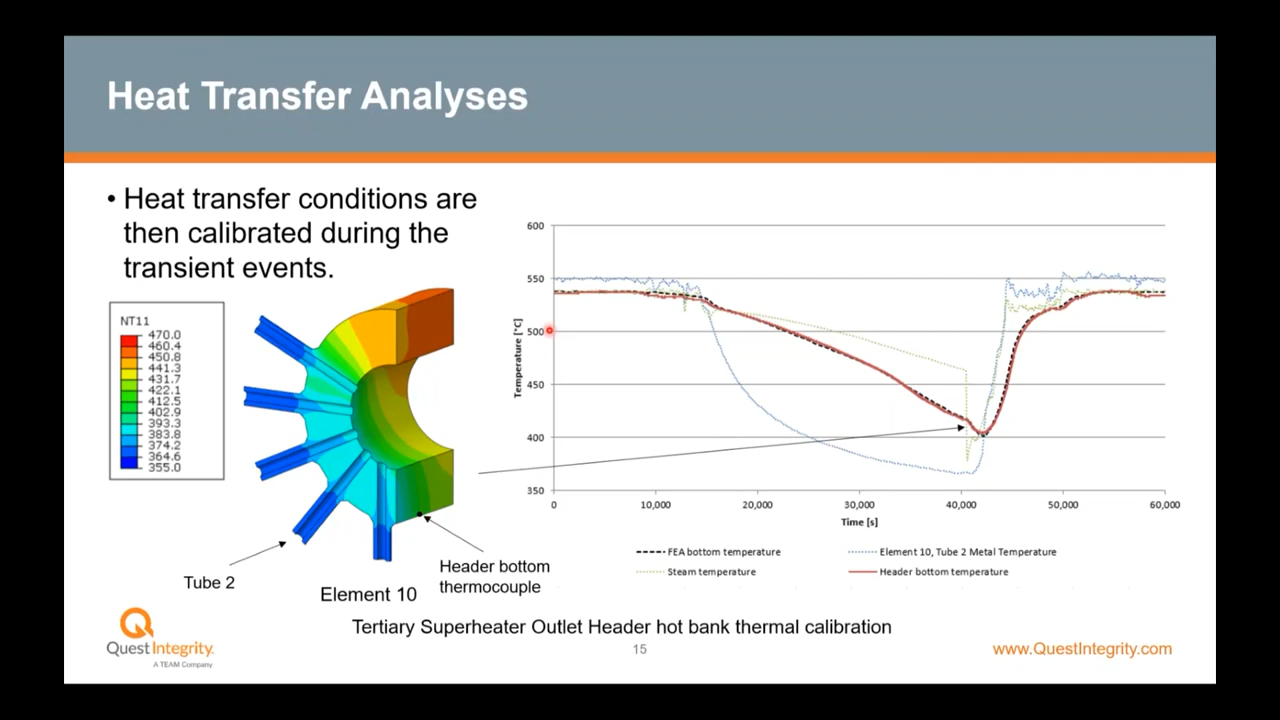 Heat Transfer Analyses
• Heat transfer conditions are
then calibrated during the
transient events.
NT11
470.0
460.4
450.8
441.3
431.7
422.1
412.5
402.9
393.3
383.8
374.2
364.6
355.0
Tube 2
Element 10
Header bottom
thermocouple
Temperature [°C]
600
550
500
450
400
350
0 10,000 20,000 30,000 40,000 50,000 60,000
Time [s]
FEA bottom temperature
Element 10, Tube 2 Metal Temperature
Steam temperature
Header bottom temperature
Tertiary Superheater Outlet Header hot bank thermal calibration
QuestIntegrity.
A TEAM Company
15
www.QuestIntegrity.com